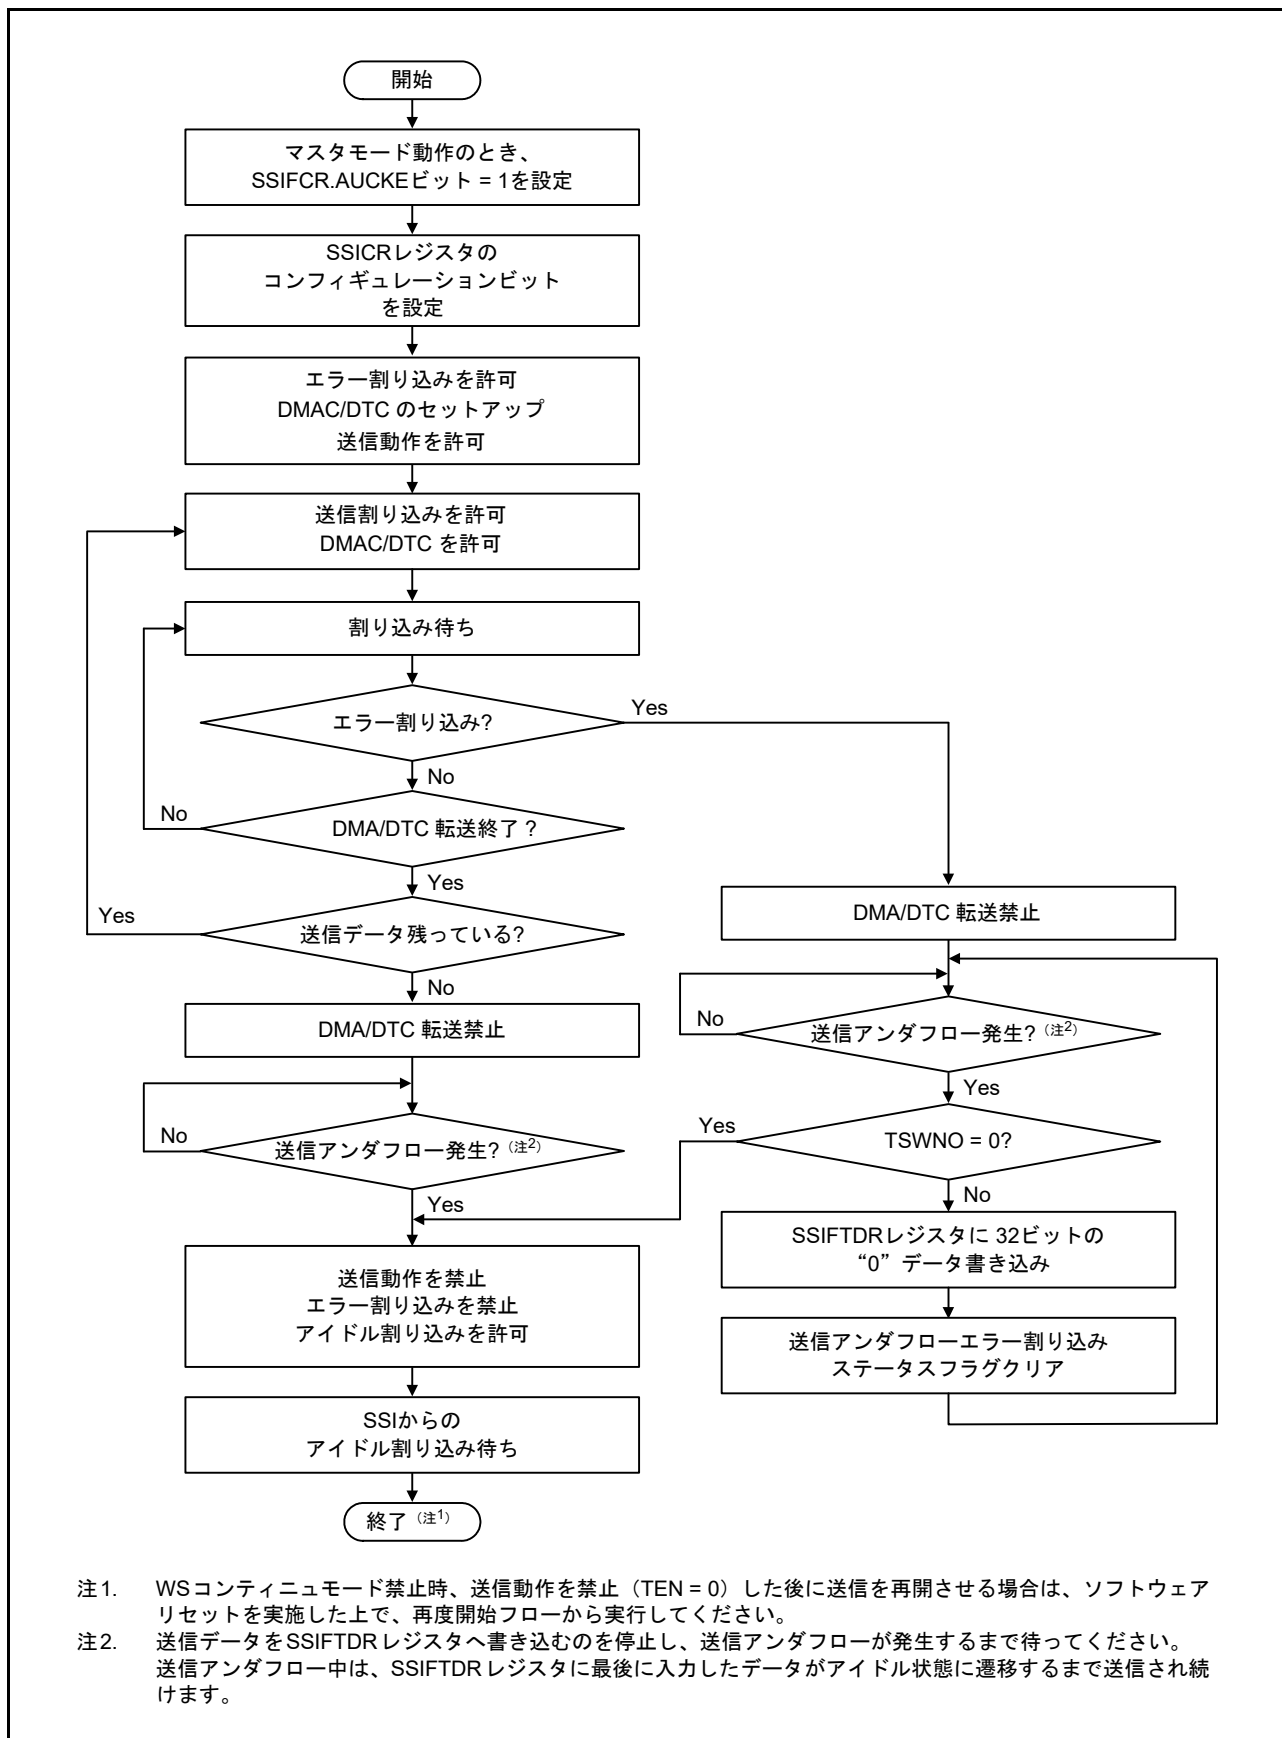 開始
マスタモード動作のとき、
SSIFCR.AUCKEビット = 1を設定
SSICRレジスタの
コンフィギュレーションビット
を設定
エラー割り込みを許可
DMAC/DTC のセットアップ
送信動作を許可
送信割り込みを許可
DMAC/DTC を許可
割り込み待ち
エラー割り込み?
Yes
No
DMA/DTC 転送終了？
No
Yes
送信データ残っている?
Yes
No
DMA/DTC 転送禁止
送信アンダフロー発生?（注2）
No
Yes
送信動作を禁止
エラー割り込みを禁止
アイドル割り込みを許可
SSIからの
アイドル割り込み待ち
終了（注1）
DMA/DTC 転送禁止
送信アンダフロー発生?（注2）
No
Yes
TSWNO = 0?
Yes
No
SSIFTDRレジスタに 32ビットの
“0”データ書き込み
送信アンダフローエラー割り込み
ステータスフラグクリア
注1. WSコンティニュモード禁止時、送信動作を禁止（TEN = 0）した後に送信を再開させる場合は、ソフトウェア
リセットを実施した上で、再度開始フローから実行してください。
注2. 送信データをSSIFTDRレジスタへ書き込むのを停止し、送信アンダフローが発生するまで待ってください。
送信アンダフロー中は、SSIFTDRレジスタに最後に入力したデータがアイドル状態に遷移するまで送信され続
けます。